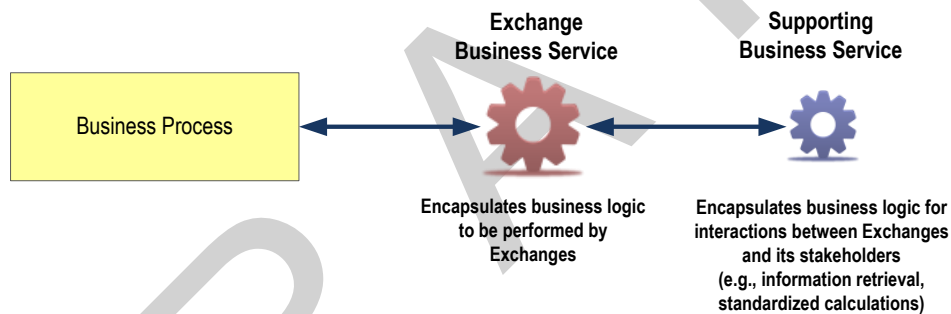 Exchange
Business Service
Supporting
Business Service
Business Process
Encapsulates business logic
to be performed by
Exchanges
Encapsulates business logic for
interactions between Exchanges
and its stakeholders
(e.g., information retrieval,
standardized calculations)